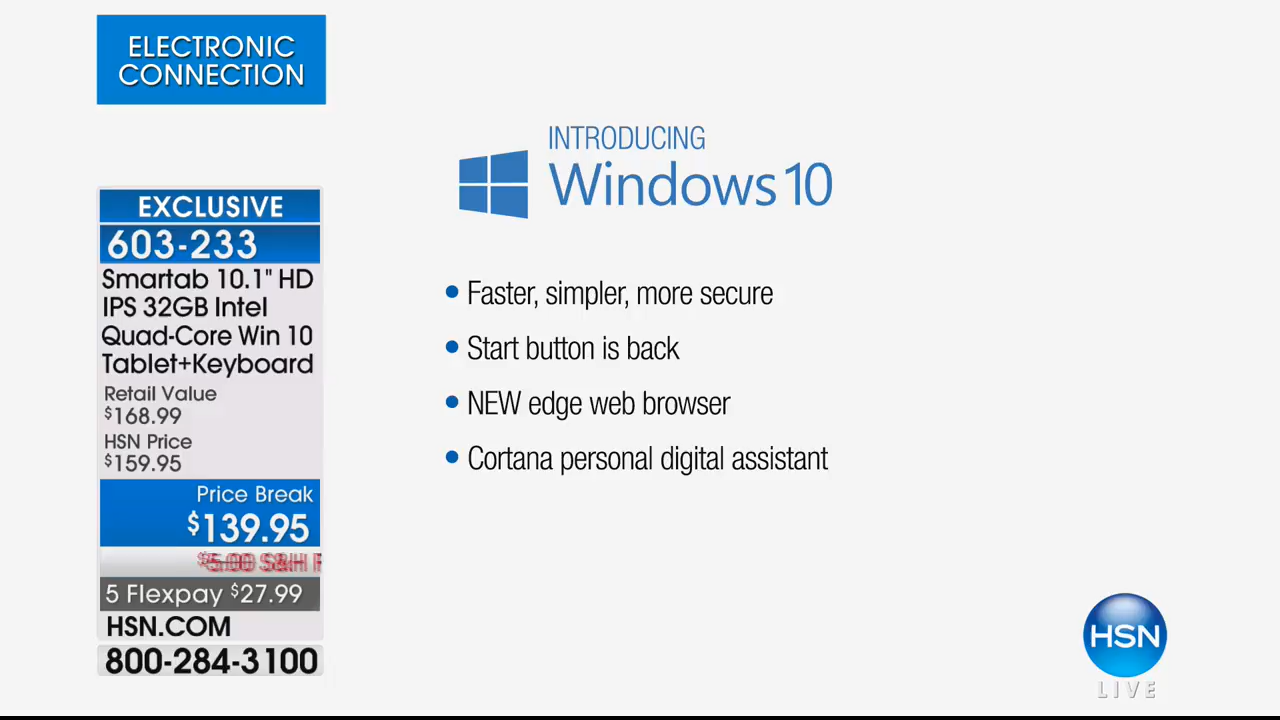 ELECTRONIC
CONNECTION
INTRODUCING
Windows 10
• Faster, simpler, more secure
• Start button is back
• NEW edge web browser
• Cortana personal digital assistant
EXCLUSIVE
603-233
Smartab 10.1" HD
IPS 32GB Intel
Quad-Core Win 10
Tablet+Keyboard
Retail Value
$168.99
HSN Price
$159.95
Price Break
$139.95
$5.00 S&H
5 Flexpay $27.99
HSN.COM
800-284-3100
HSN
LIVE